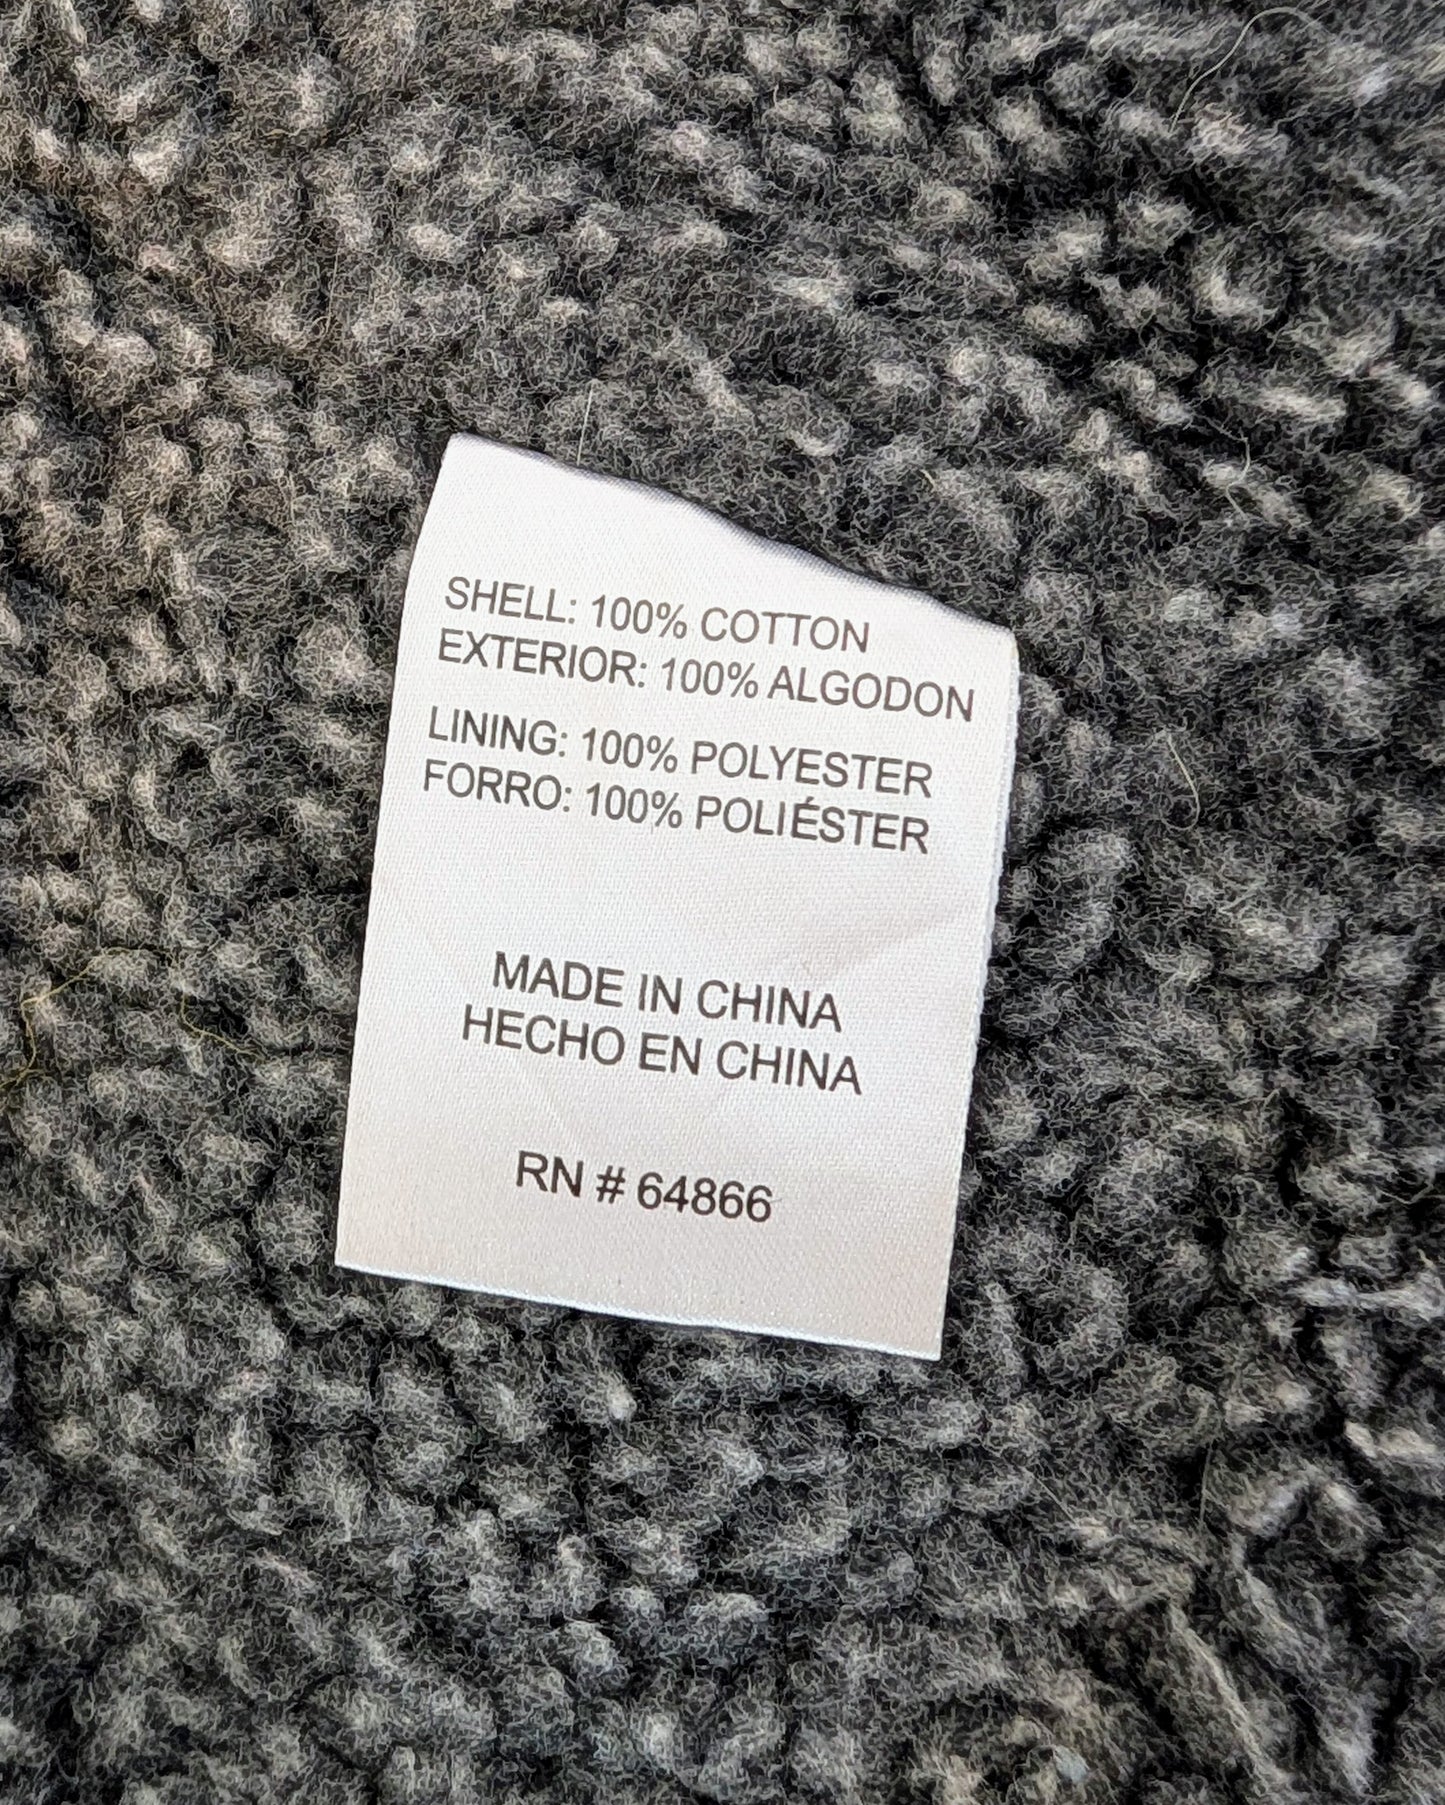 SHELL: 100% COTTON
EXTERIOR: 100% ALGODON
LINING: 100% POLYESTER
FORRO: 100% POLIÉSTER
MADE IN CHINA
HECHO EN CHINA
RN # 64866